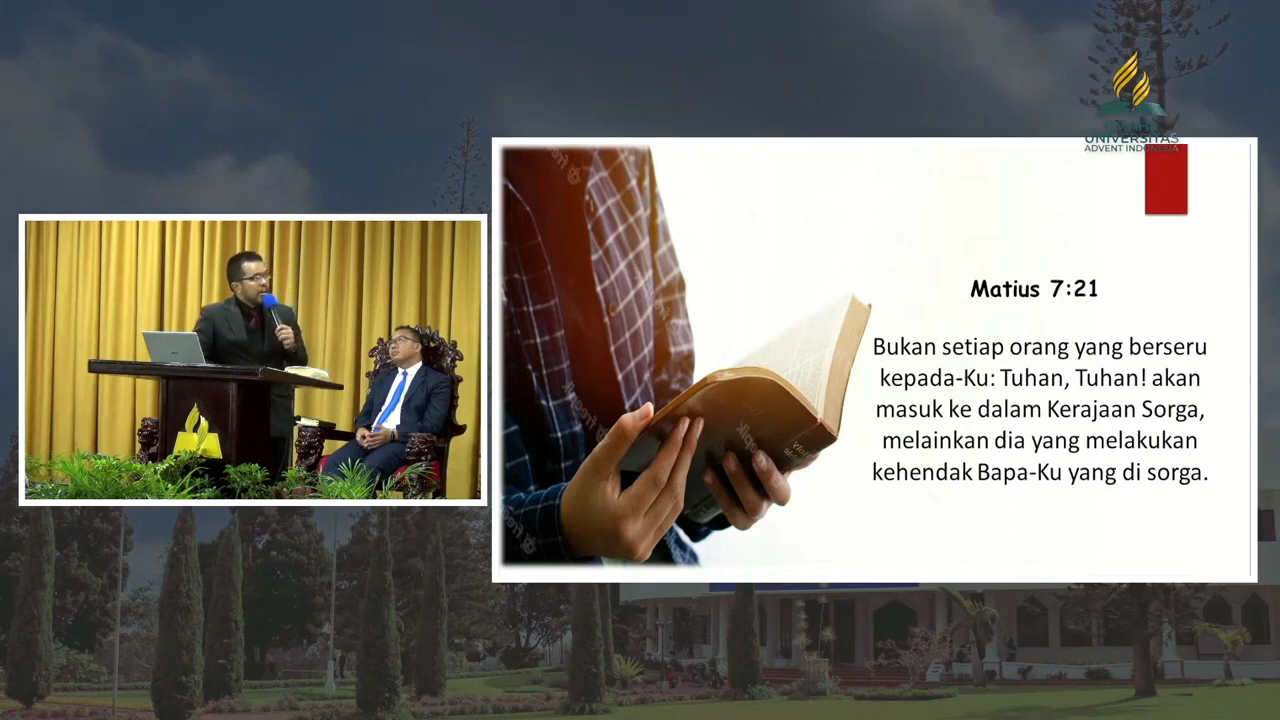 UNIVERSITAS
ADVENT INDONESIA
Matius 7:21
Bukan setiap orang yang berseru
kepada-Ku: Tuhan, Tuhan! akan
masuk ke dalam Kerajaan Sorga,
melainkan dia yang melakukan
kehendak Bapa-Ku yang di sorga.